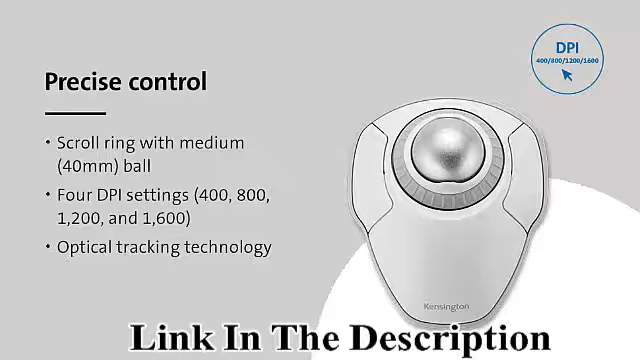 DPI
400/800/1200/1600
Precise control
• Scroll ring with medium
(40mm) ball
• Four DPI settings (400, 800,
1,200, and 1,600)
• Optical tracking technology
Kensington
Link In The Description